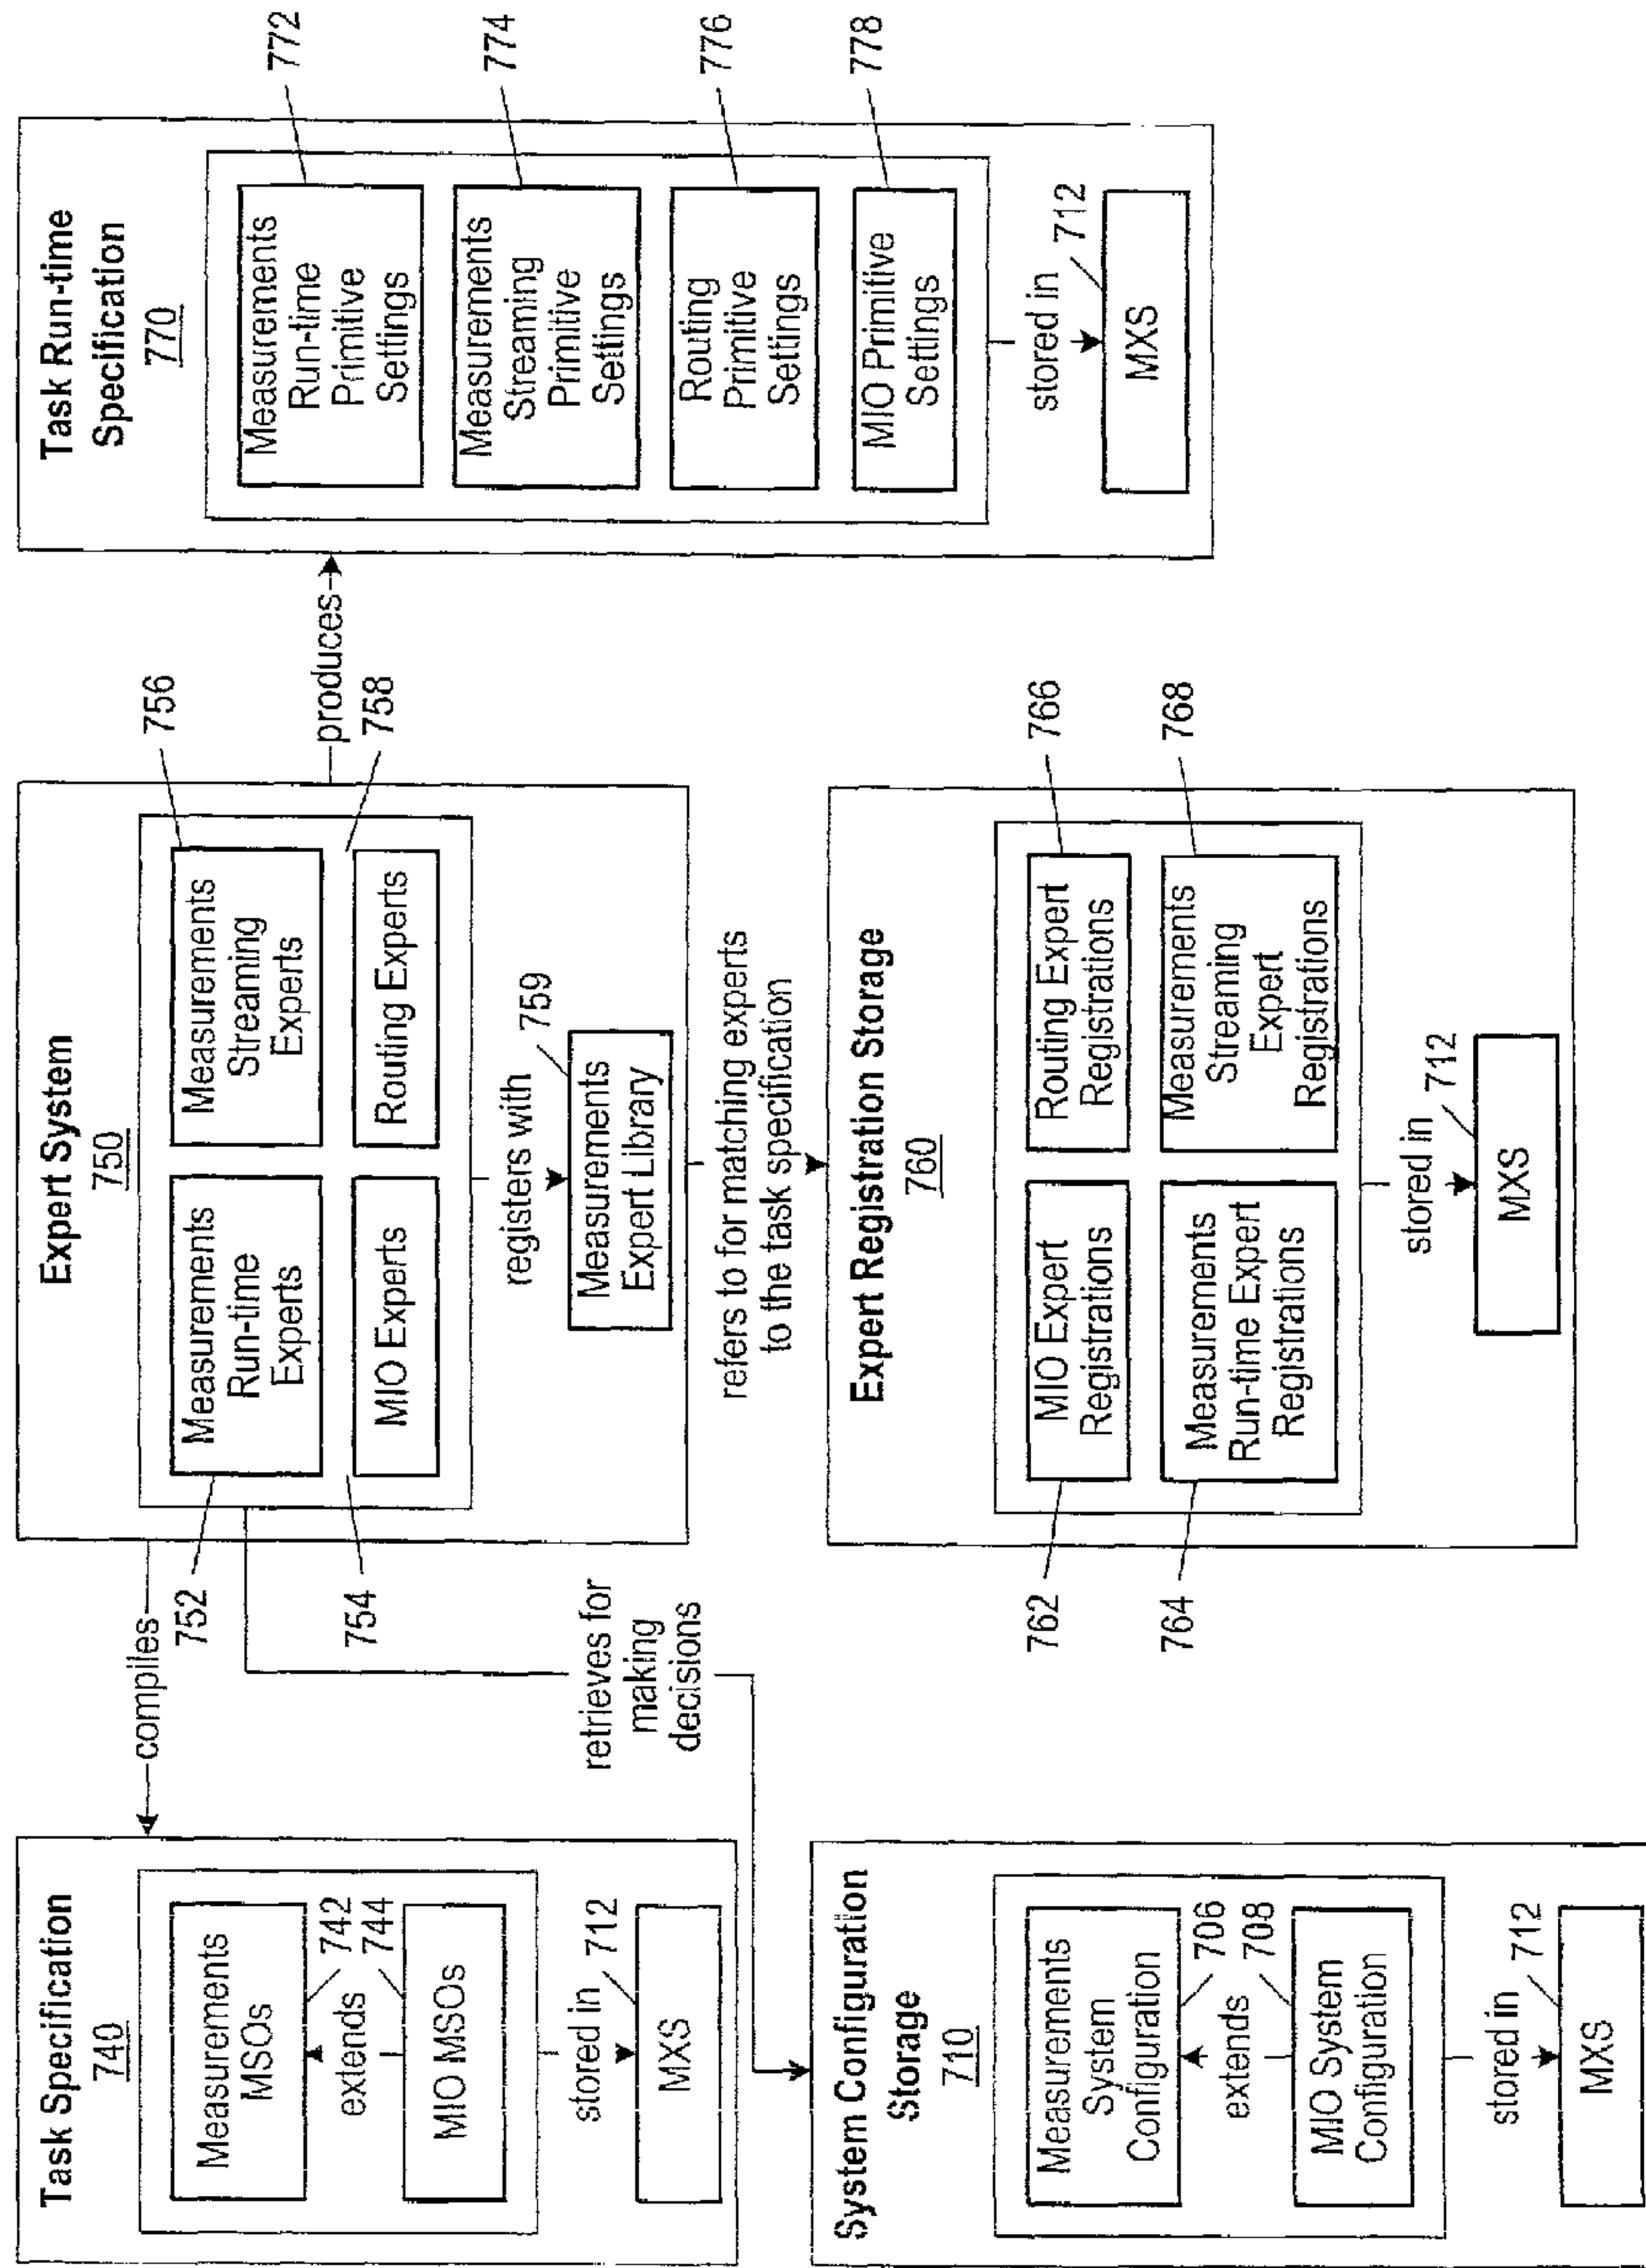 Task Specification
740
Measurements
MSOs
742
extends
744
MIO MSOs
stored in
712
MXS
System Configuration
Storage
710
Measurements
System
Configuration
706
extends
708
MIO System
Configuration
stored in
712
MXS
compiles
retrieves for
making
decisions
Expert System
750
752
Measurements
Run-time
Experts
756
Measurements
Streaming
Experts
754
MIO Experts
758
Routing Experts
registers with
759
Measurements
Expert Library
refers to for matching experts
to the task specification
Expert Registration Storage
760
762
MIO Expert
Registrations
766
Routing Expert
Registrations
764
Measurements
Run-time Expert
Registrations
768
Measurements
Streaming
Expert
Registrations
stored in
712
MXS
produces
Task Run-time
Specification
770
Measurements
Run-time
Primitive
Settings
772
Measurements
Streaming
Primitive
Settings
774
Routing
Primitive
Settings
776
MIO Primitive
Settings
778
stored in
712
MXS